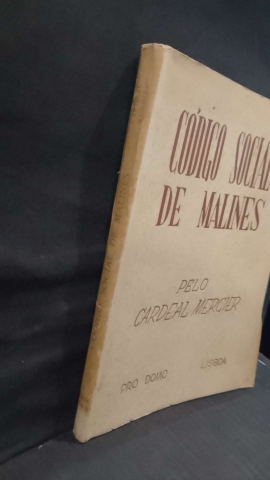 CÓDIGO SOCIAL
DE MALINES
PELO
CARDEAL MERCIER
PRO DOMO LISBOA